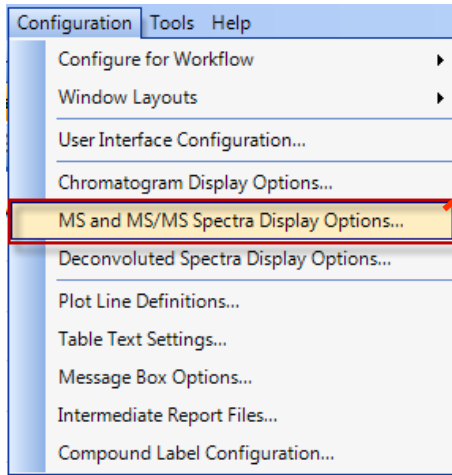 Configuration Tools Help
Configure for Workflow
Window Layouts
User Interface Configuration...
Chromatogram Display Options...
MS and MS/MS Spectra Display Options...
Deconvoluted Spectra Display Options...
Plot Line Definitions...
Table Text Settings...
Message Box Options...
Intermediate Report Files...
Compound Label Configuration...